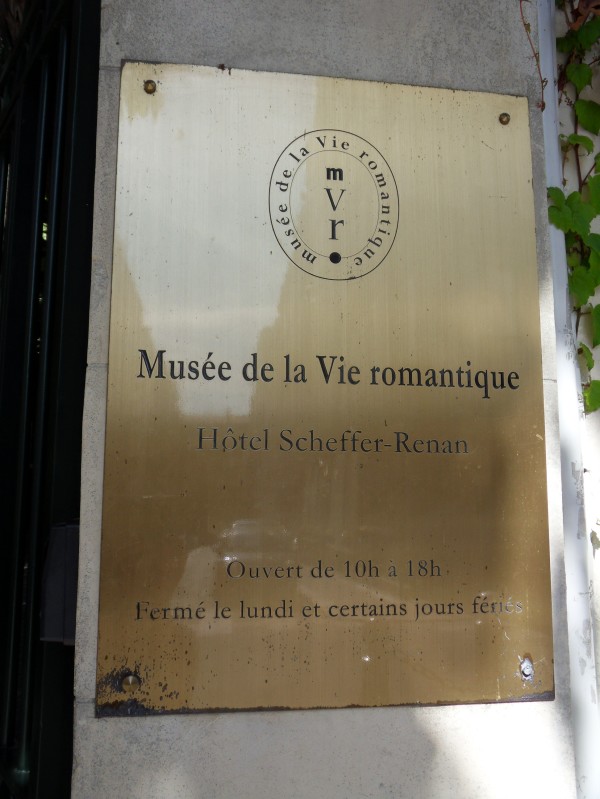 musée de la Vie romantique
m
v
r
Musée de la Vie romantique
Hôtel Scheffer-Renan
Ouvert de 10h à 18h
Fermé le lundi et certains jours fériés